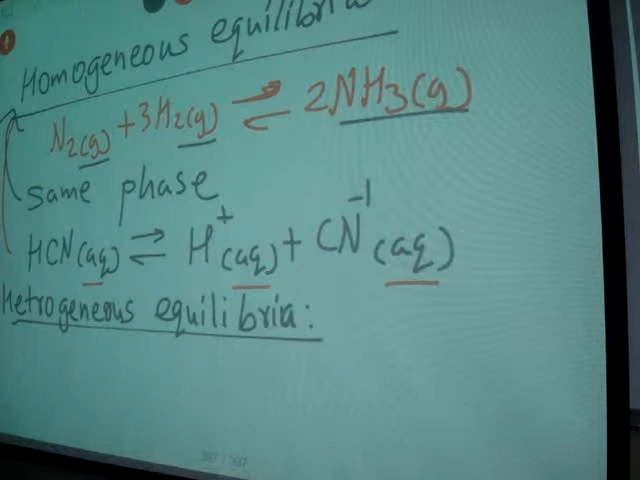 Homogeneous equilibria
N2(g) + 3H2(g) ⇌ 2NH3(g)
same phase
HCN(aq) ⇌ H+(aq) + CN-1(aq)
Hetrogeneous equilibria: